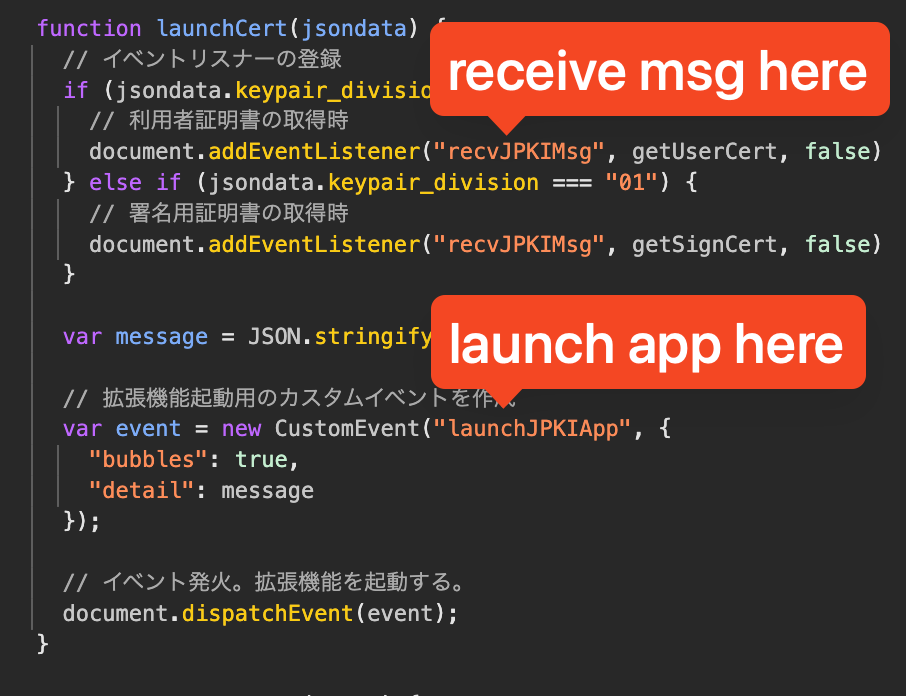 function launchCert(jsondata) {
// イベントリスナーの登録
if (jsondata.keypair_divisio
receive msg here
// 利用者証明書の取得時
document.addEventListener("recvJPKIMsg", getUserCert, false)
} else if (jsondata.keypair_division === "01") {
// 署名用証明書の取得時
document.addEventListener("recvJPKIMsg", getSignCert, false)
}
var message = JSON.stringify
launch app here
// 拡張機能起動用のカスタムイベントを作成
var event = new CustomEvent("launchJPKIApp", {
"bubbles": true,
"detail": message
});
// イベント発火。拡張機能を起動する。
document.dispatchEvent(event);
}